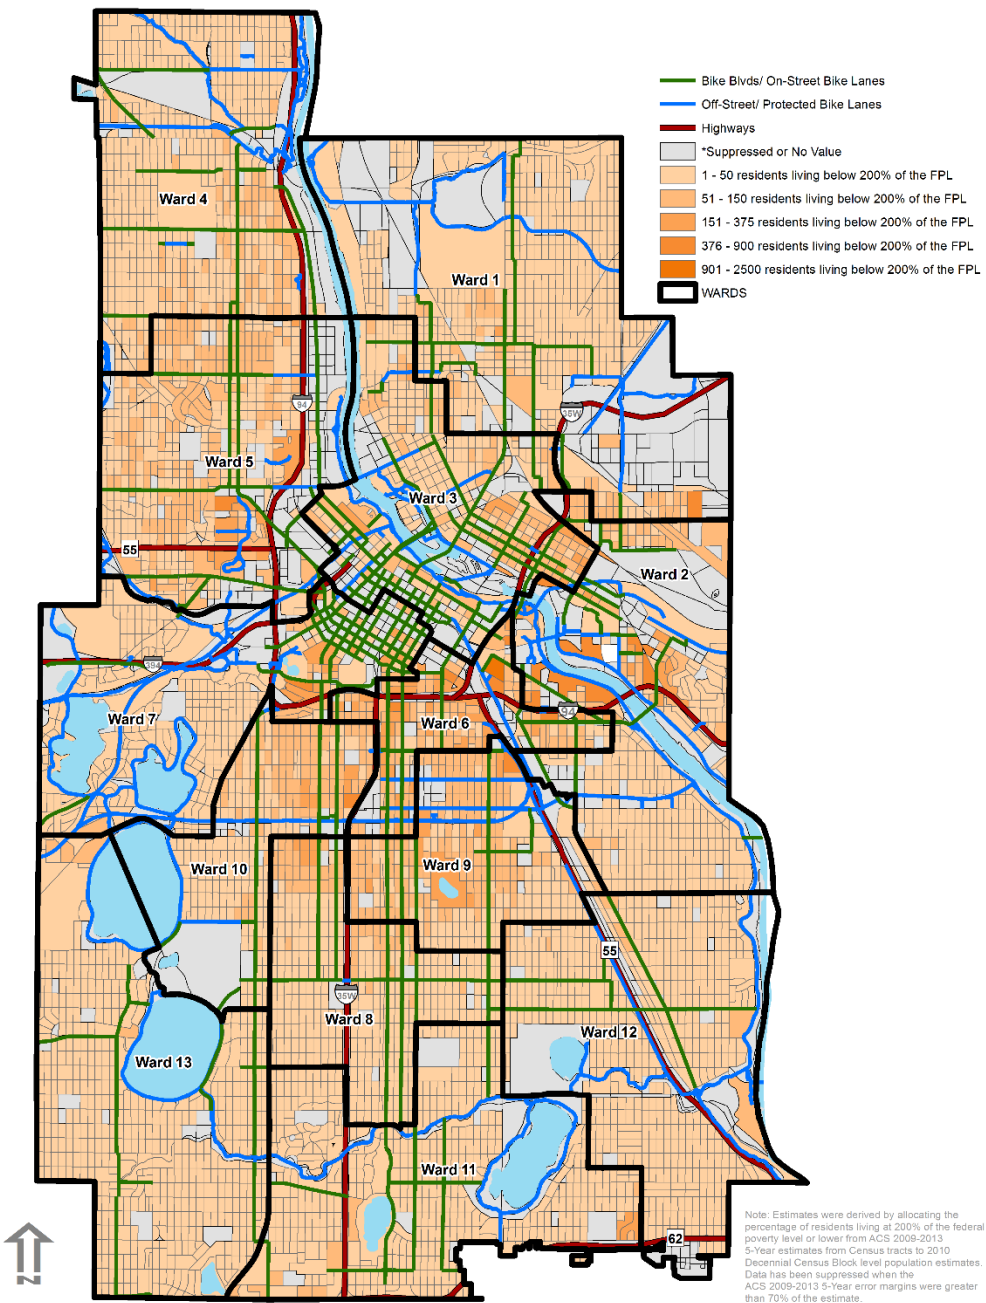 Bike Blvds/ On-Street Bike Lanes
Off-Street/ Protected Bike Lanes
Highways
*Suppressed or No Value
1 - 50 residents living below 200% of the FPL
51 - 150 residents living below 200% of the FPL
151 - 375 residents living below 200% of the FPL
376 - 900 residents living below 200% of the FPL
901 - 2500 residents living below 200% of the FPL
WARDS
Ward 4
Ward 1
94
35W
Ward 5
Ward 3
55
Ward 2
394
Ward 7
Ward 6
94
Ward 10
Ward 9
55
35W
Ward 8
Ward 12
Ward 13
Ward 11
62
N
Note: Estimates were derived by allocating the
percentage of residents living at 200% of the federal
poverty level or lower from ACS 2009-2013
5-Year estimates from Census tracts to 2010
Decennial Census Block level population estimates.
Data has been suppressed when the
ACS 2009-2013 5-Year error margins were greater
than 70% of the estimate.